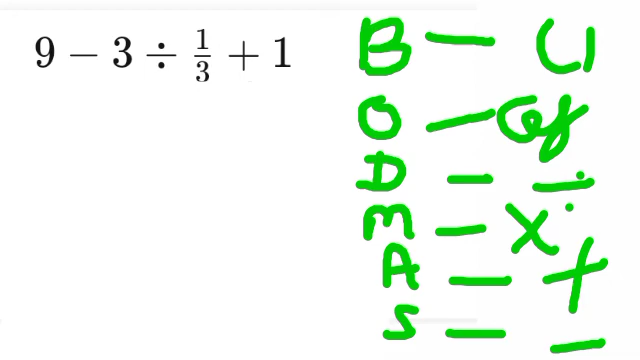 9 − 3 ÷ 1/3 + 1
B — ()
O — of
D — ÷
M — ×
A — +
S — −